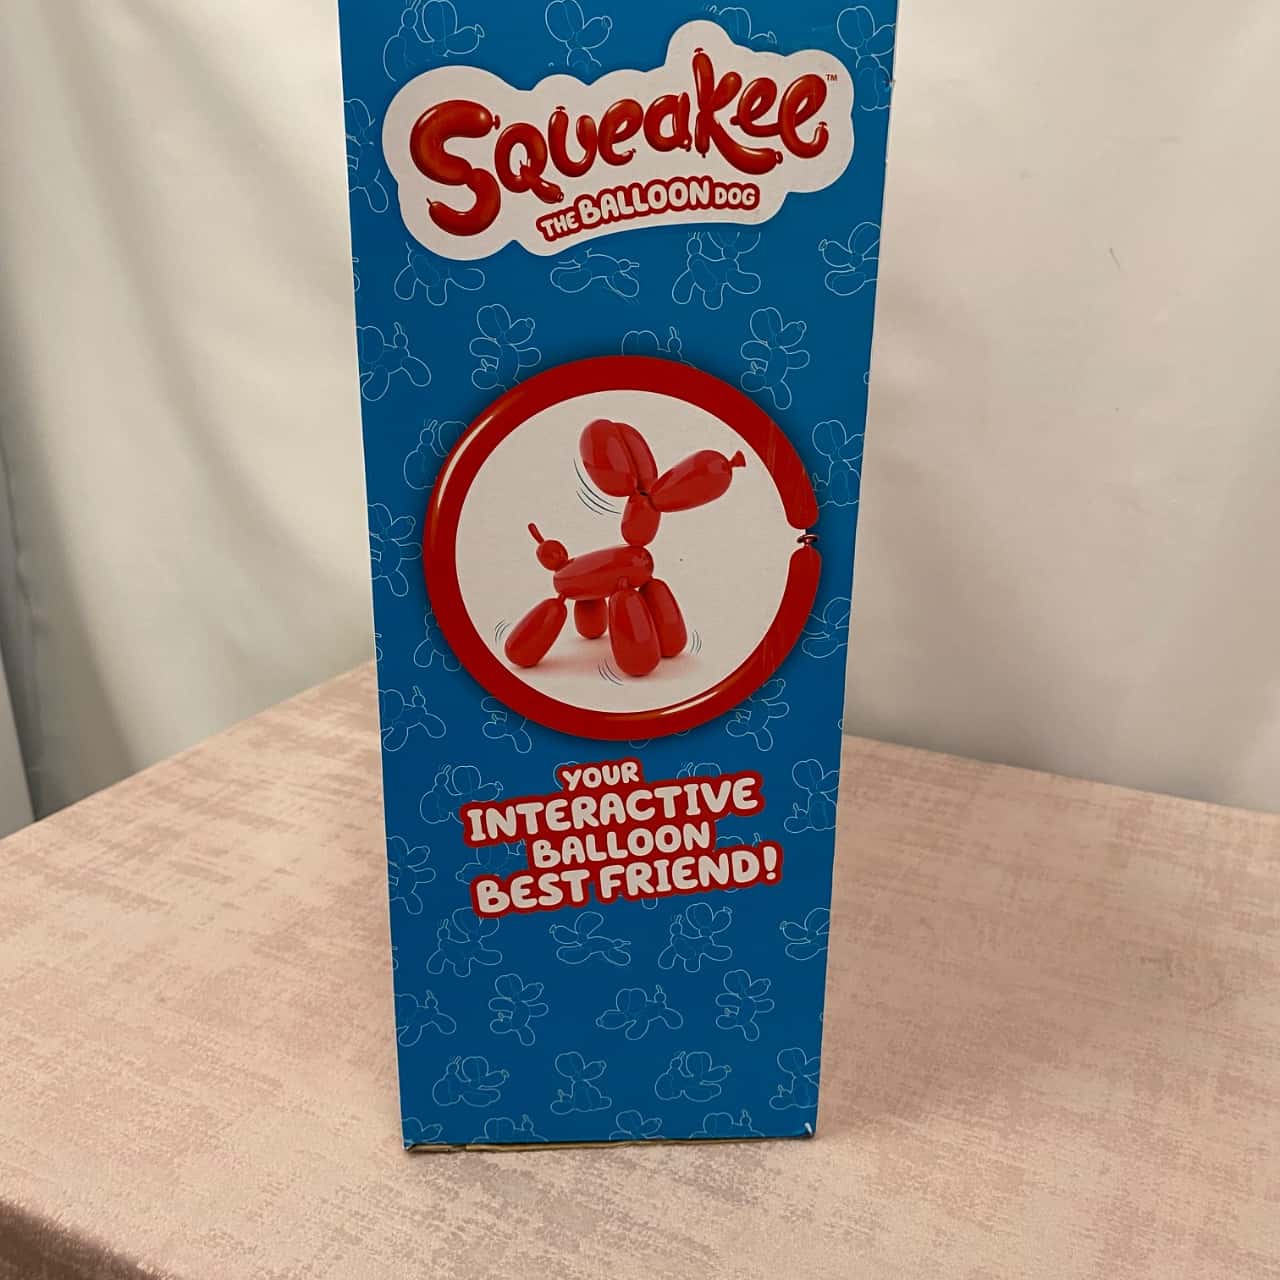 Squeakee™
THE BALLOON DOG
YOUR
INTERACTIVE
BALLOON
BEST FRIEND!